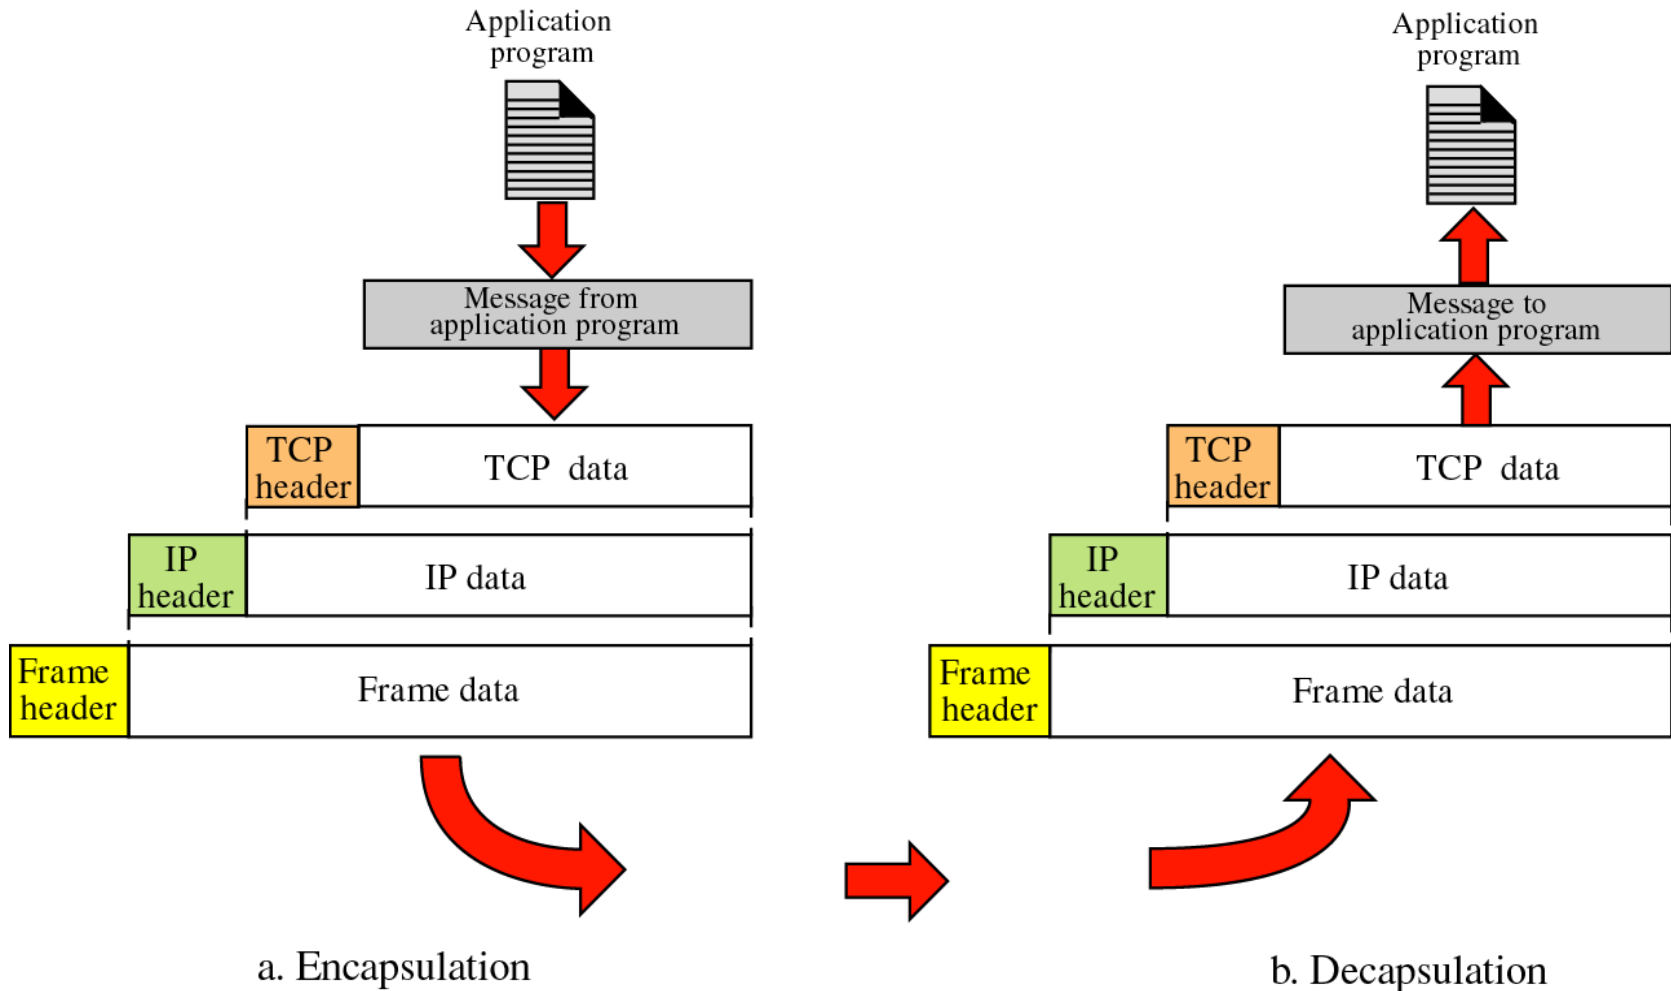 Application
program
Message from
application program
TCP
header
TCP data
IP
header
IP data
Frame
header
Frame data
a. Encapsulation
Application
program
Message to
application program
TCP
header
TCP data
IP
header
IP data
Frame
header
Frame data
b. Decapsulation